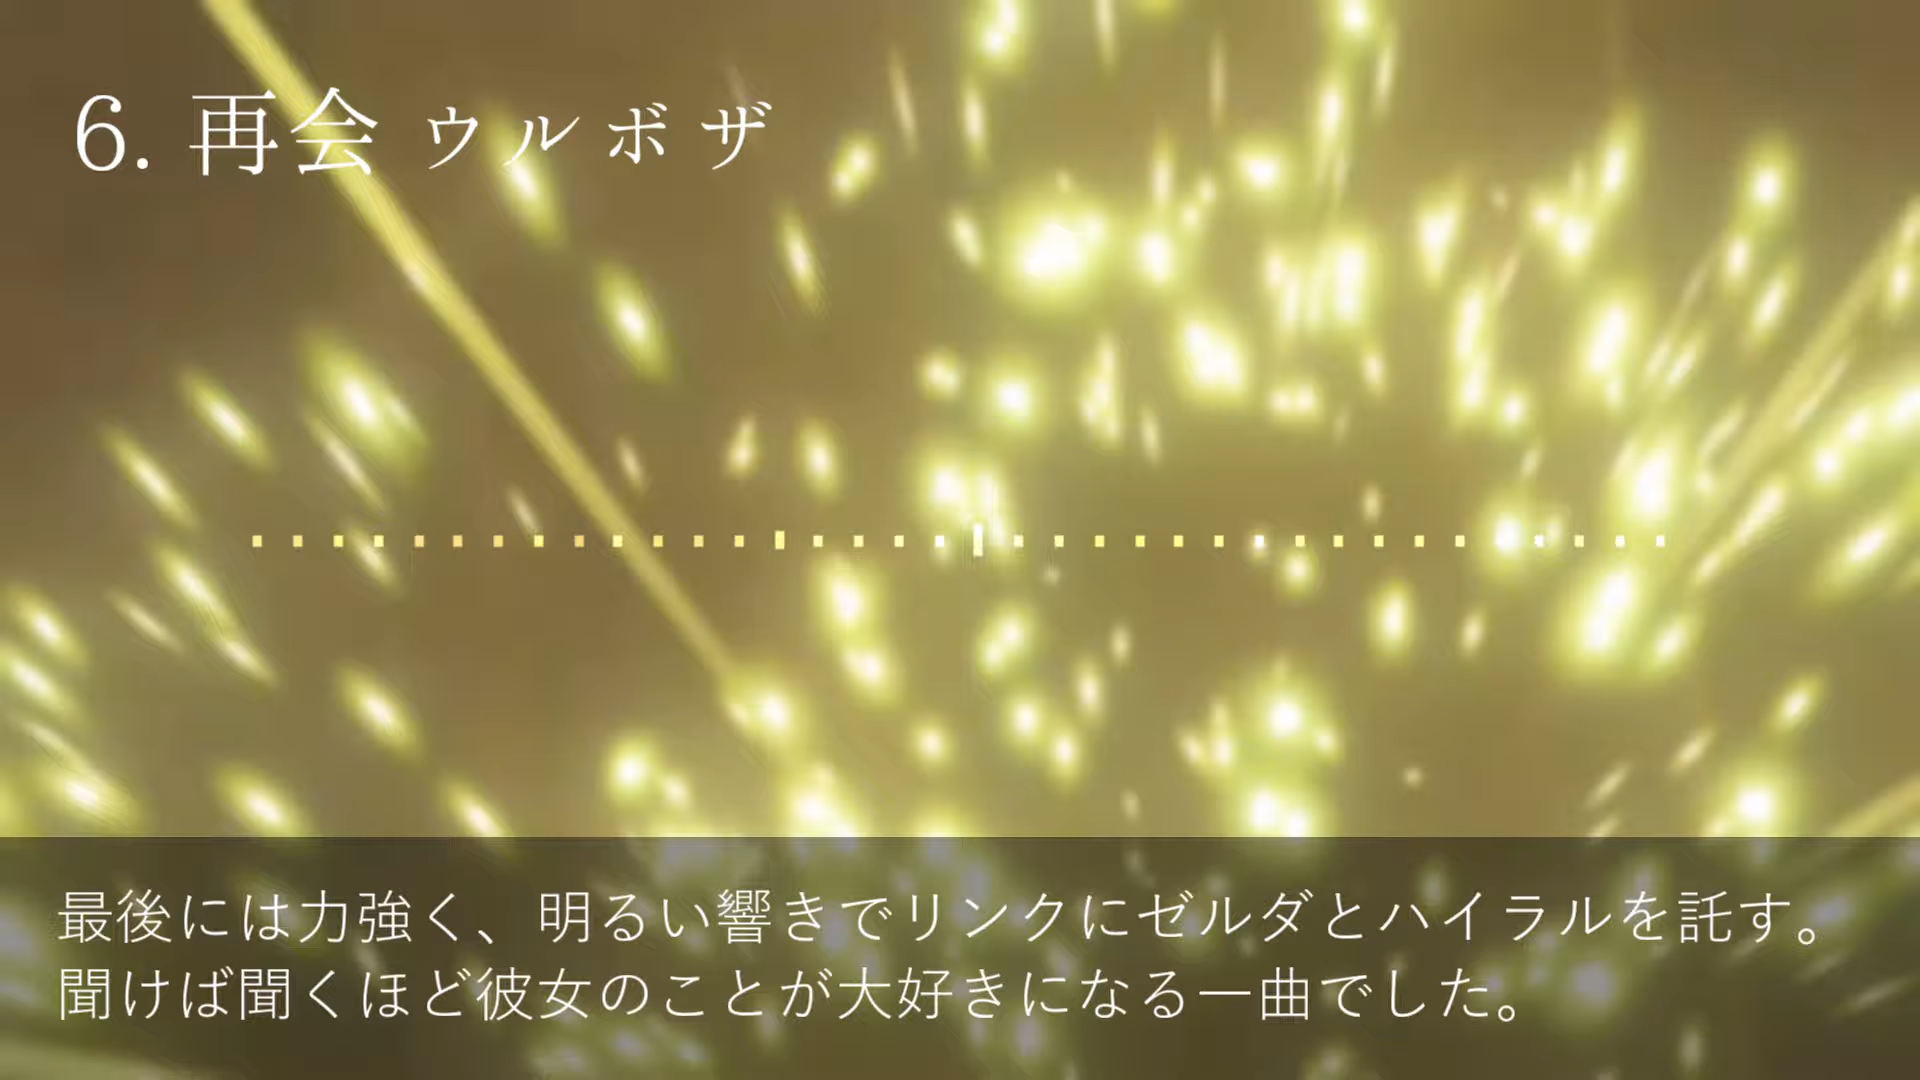 6. 再会 ウルボザ
最後には力強く、明るい響きでリンクにゼルダとハイラルを託す。
聞けば聞くほど彼女のことが大好きになる一曲でした。